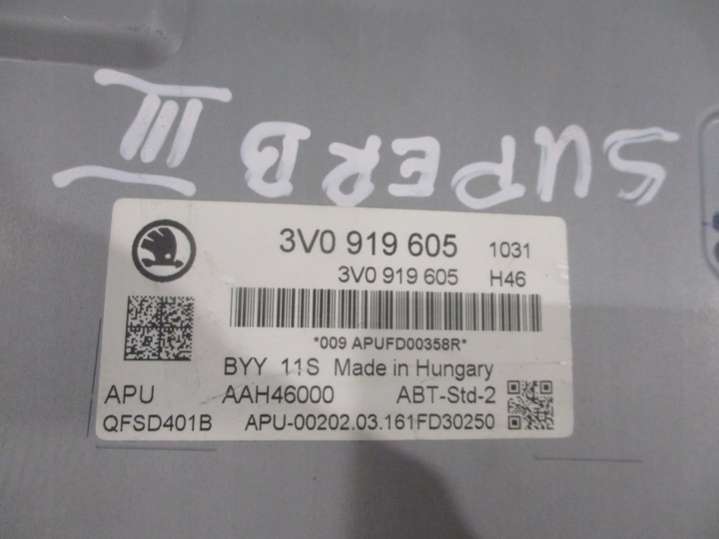 SUPERB III
3V0 919 605 1031
3V0 919 605 H46
*009 APUFD00358R*
BYY 11S Made in Hungary
APU AAH46000 ABT-Std-2
QFSD401B APU-00202.03.161FD30250